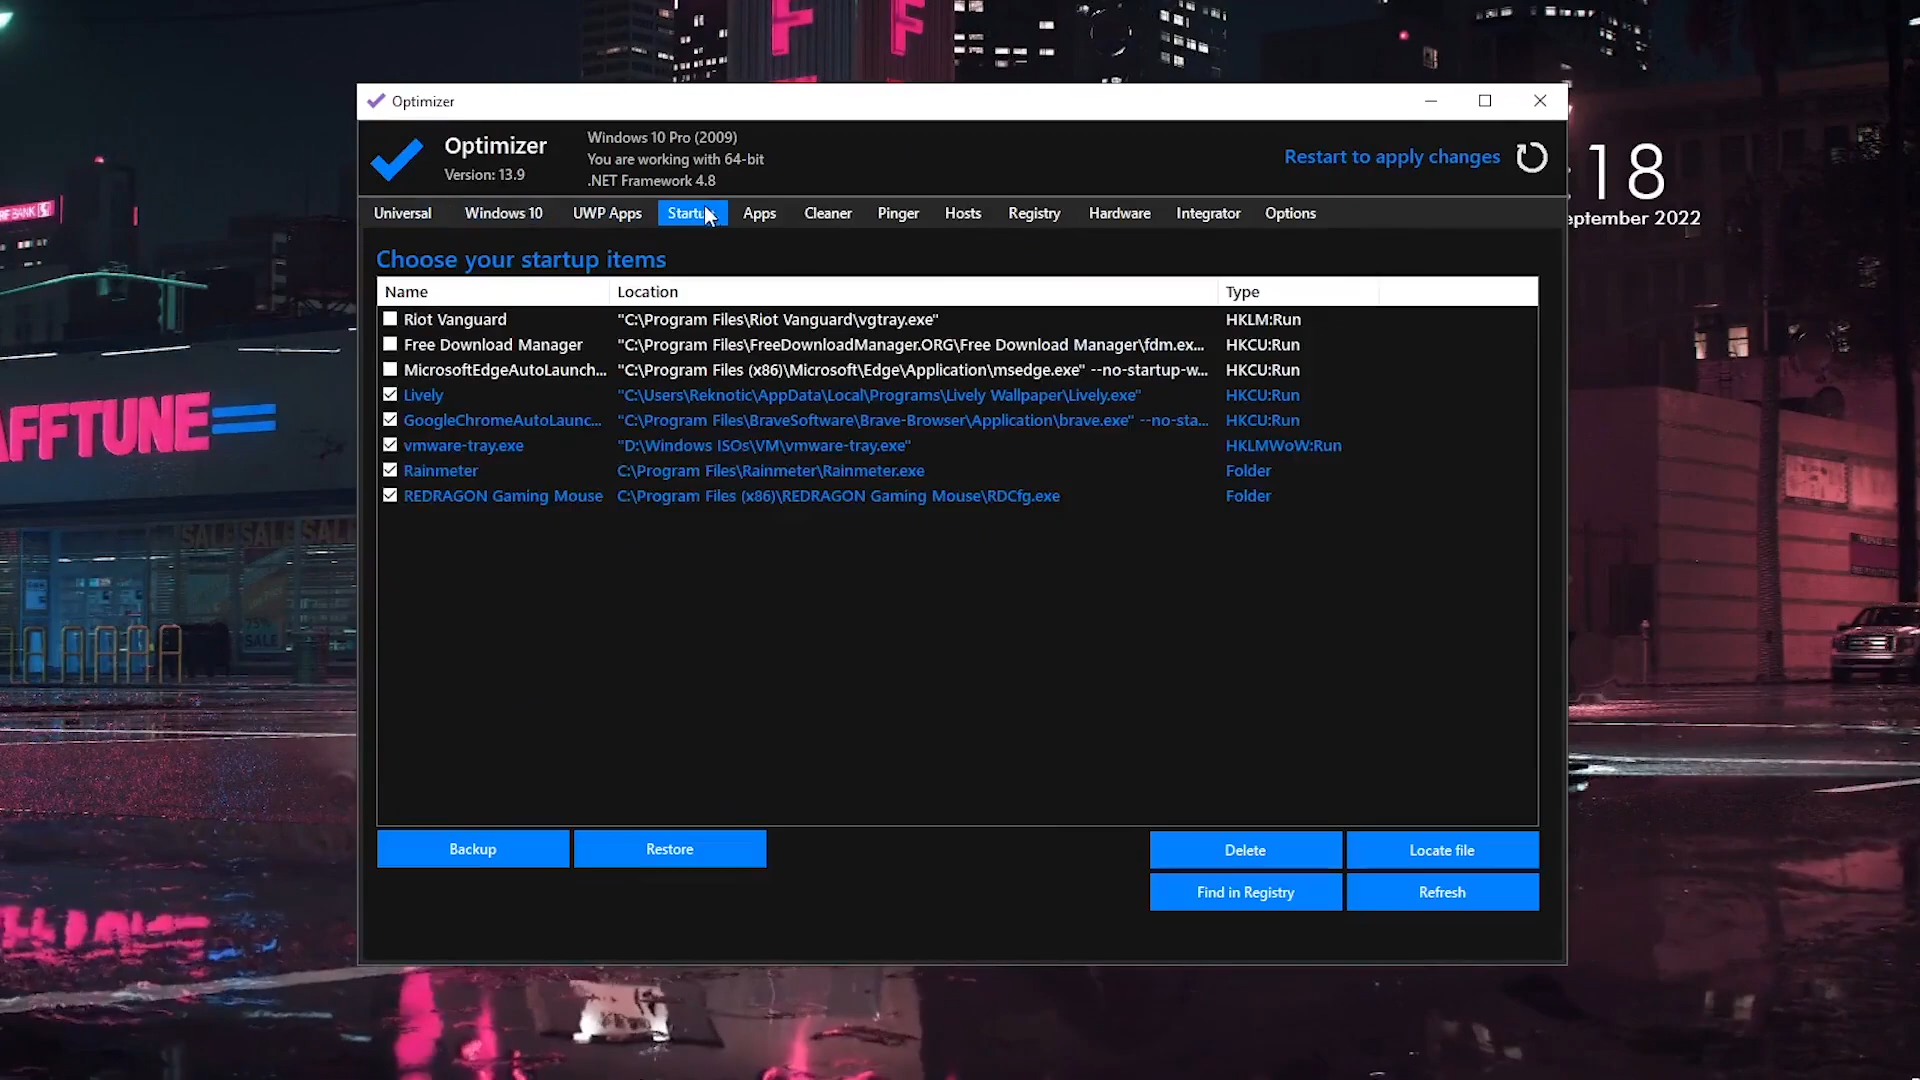 F F
Optimizer
Optimizer
Version: 13.9
Windows 10 Pro (2009)
You are working with 64-bit
.NET Framework 4.8
Restart to apply changes
:18
eptember 2022
Universal Windows 10 UWP Apps Startu Apps Cleaner Pinger Hosts Registry Hardware Integrator Options
Choose your startup items
Name Location Type
Riot Vanguard "C:\Program Files\Riot Vanguard\vgtray.exe" HKLM:Run
Free Download Manager "C:\Program Files\FreeDownloadManager.ORG\Free Download Manager\fdm.ex... HKCU:Run
MicrosoftEdgeAutoLaunch... "C:\Program Files (x86)\Microsoft\Edge\Application\msedge.exe" --no-startup-w... HKCU:Run
Lively "C:\Users\Reknotic\AppData\Local\Programs\Lively Wallpaper\Lively.exe" HKCU:Run
GoogleChromeAutoLaunc... "C:\Program Files\BraveSoftware\Brave-Browser\Application\brave.exe" --no-sta... HKCU:Run
vmware-tray.exe "D:\Windows ISOs\VM\vmware-tray.exe" HKLMWoW:Run
Rainmeter C:\Program Files\Rainmeter\Rainmeter.exe Folder
REDRAGON Gaming Mouse C:\Program Files (x86)\REDRAGON Gaming Mouse\RDCfg.exe Folder
Backup Restore Delete Locate file
Find in Registry Refresh
BANK
AFFTUNE
SALE SALE SALE
75%
SALE